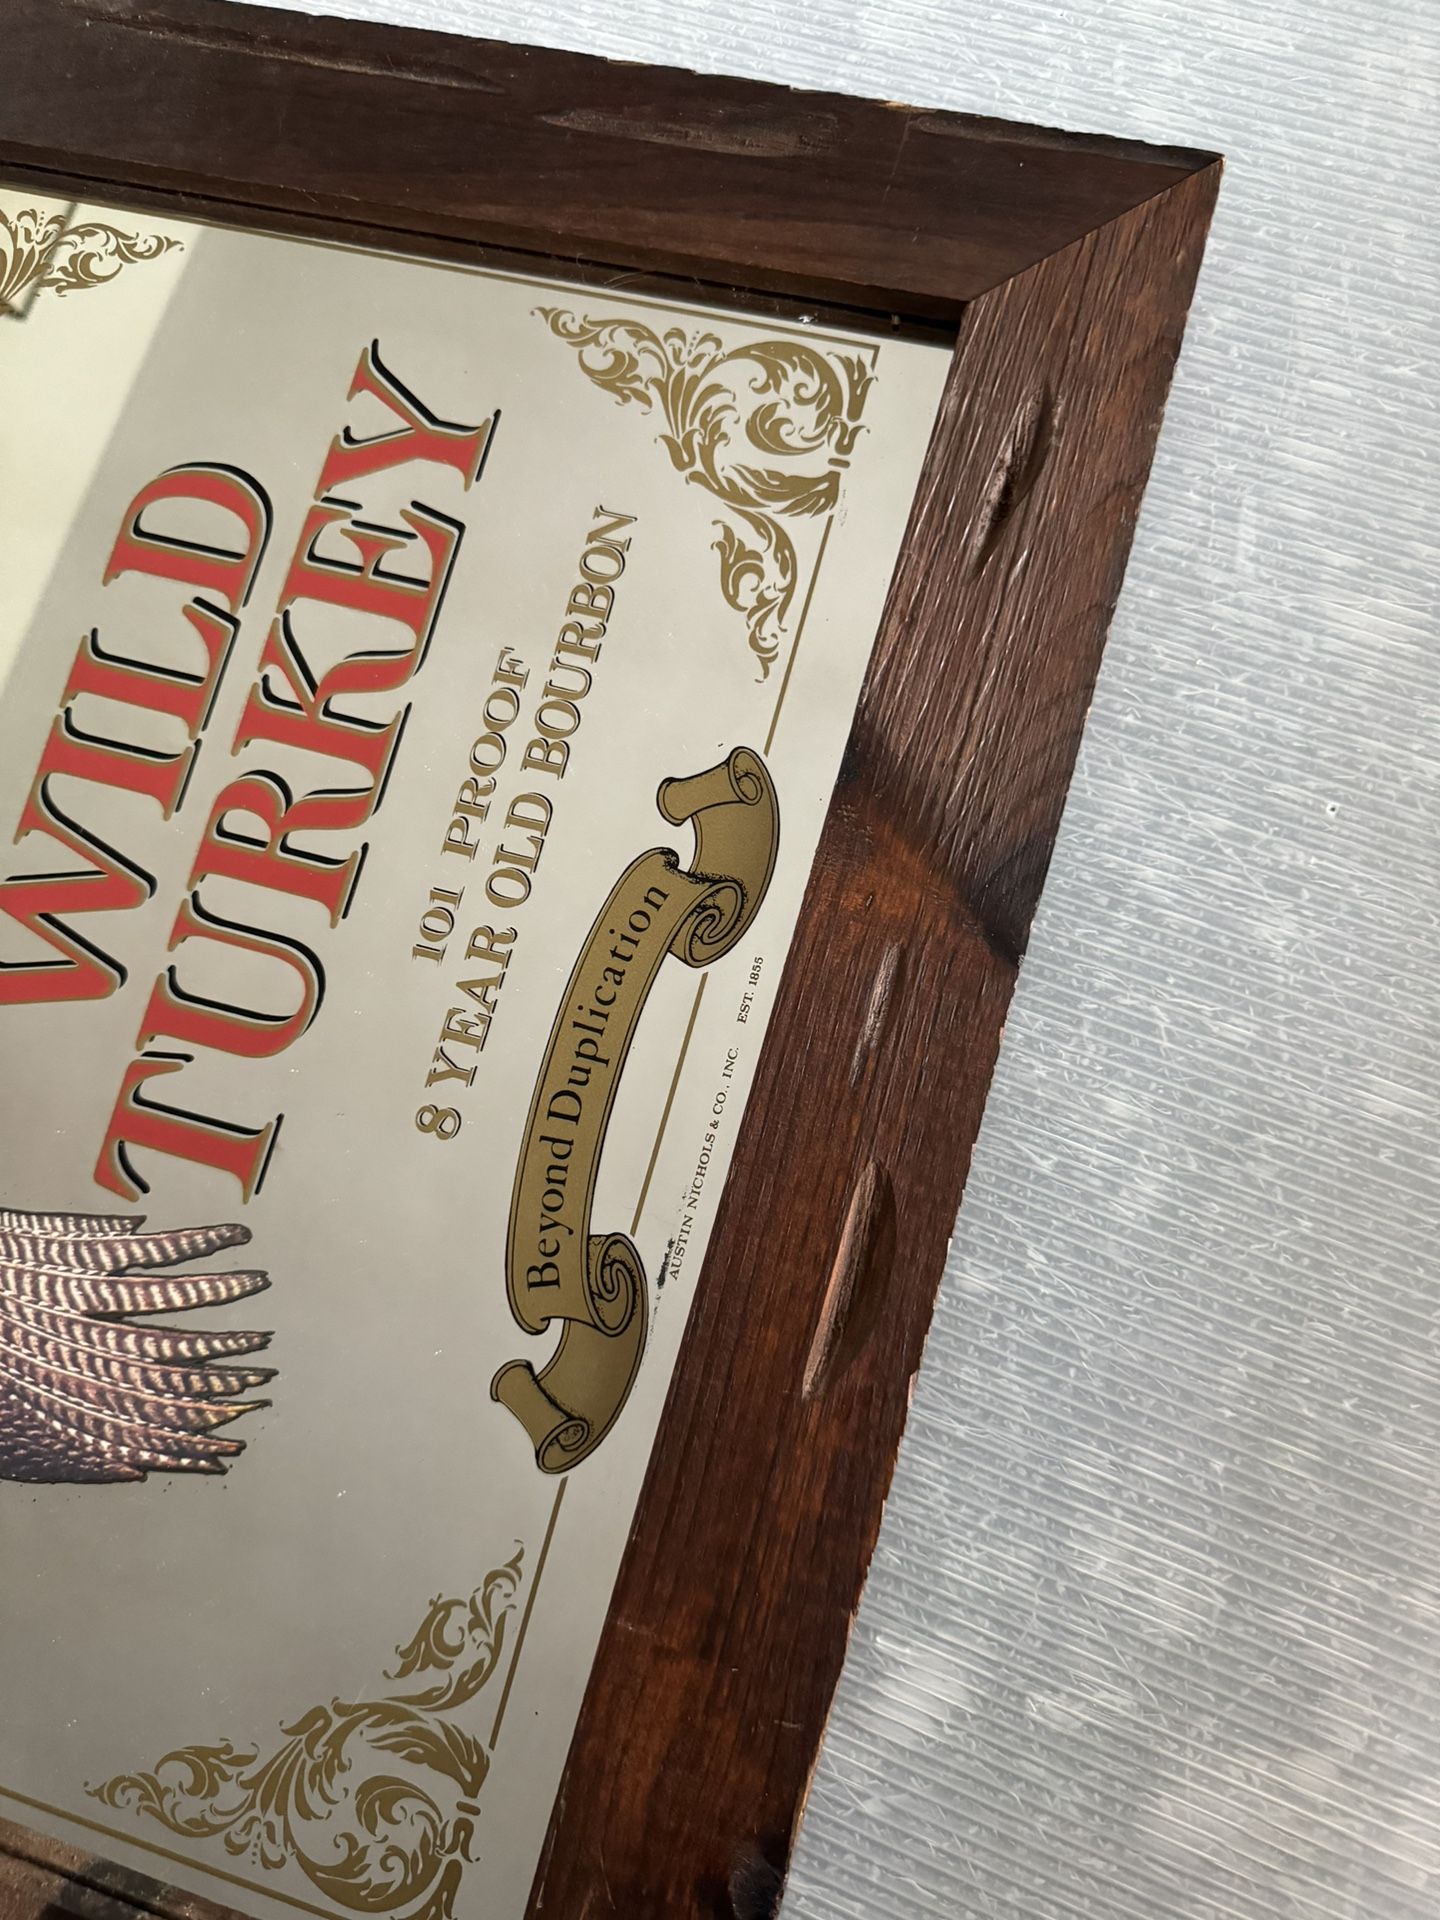 WILD
TURKEY
101 PROOF
8 YEAR OLD BOURBON
Beyond Duplication
AUSTIN NICHOLS & CO., INC. EST. 1855